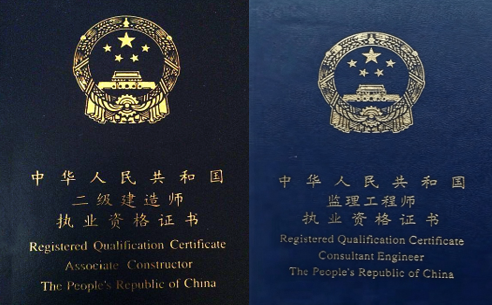 中华人民共和国
二级建造师
执业资格证书
Registered Qualification Certificate
Associate Constructor
The People's Republic of China
中华人民共和国
监理工程师
执业资格证书
Registered Qualification Certificate
Consultant Engineer
The People's Republic of China